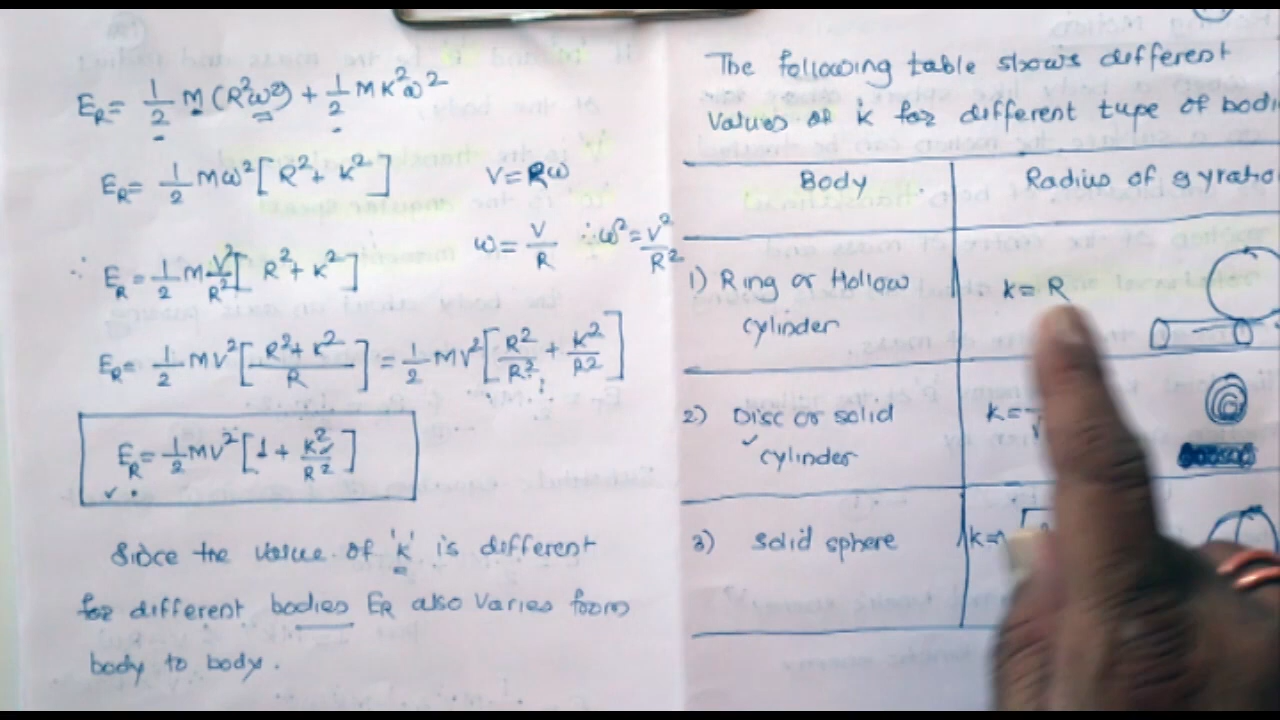 E_R = 1/2 M (R²ω²) + 1/2 MK²ω²
E_R = 1/2 Mω² [R² + K²] V = Rω
ω = V/R ∴ ω² = V²/R²
∴ E_R = 1/2 M V²/R² [R² + K²]
E_R = 1/2 MV² [R² + K²/R] = 1/2 MV² [R²/R² + K²/R²]
E_R = 1/2 MV² [1 + K²/R²]
Since the value of 'K' is different
for different bodies E_R also varies from
body to body.
The following table shows different
Values of k for different type of bodi
Body Radius of gyratio
1) Ring or Hollow k = R
cylinder
2) Disc or solid k =
cylinder
3) Solid sphere k =